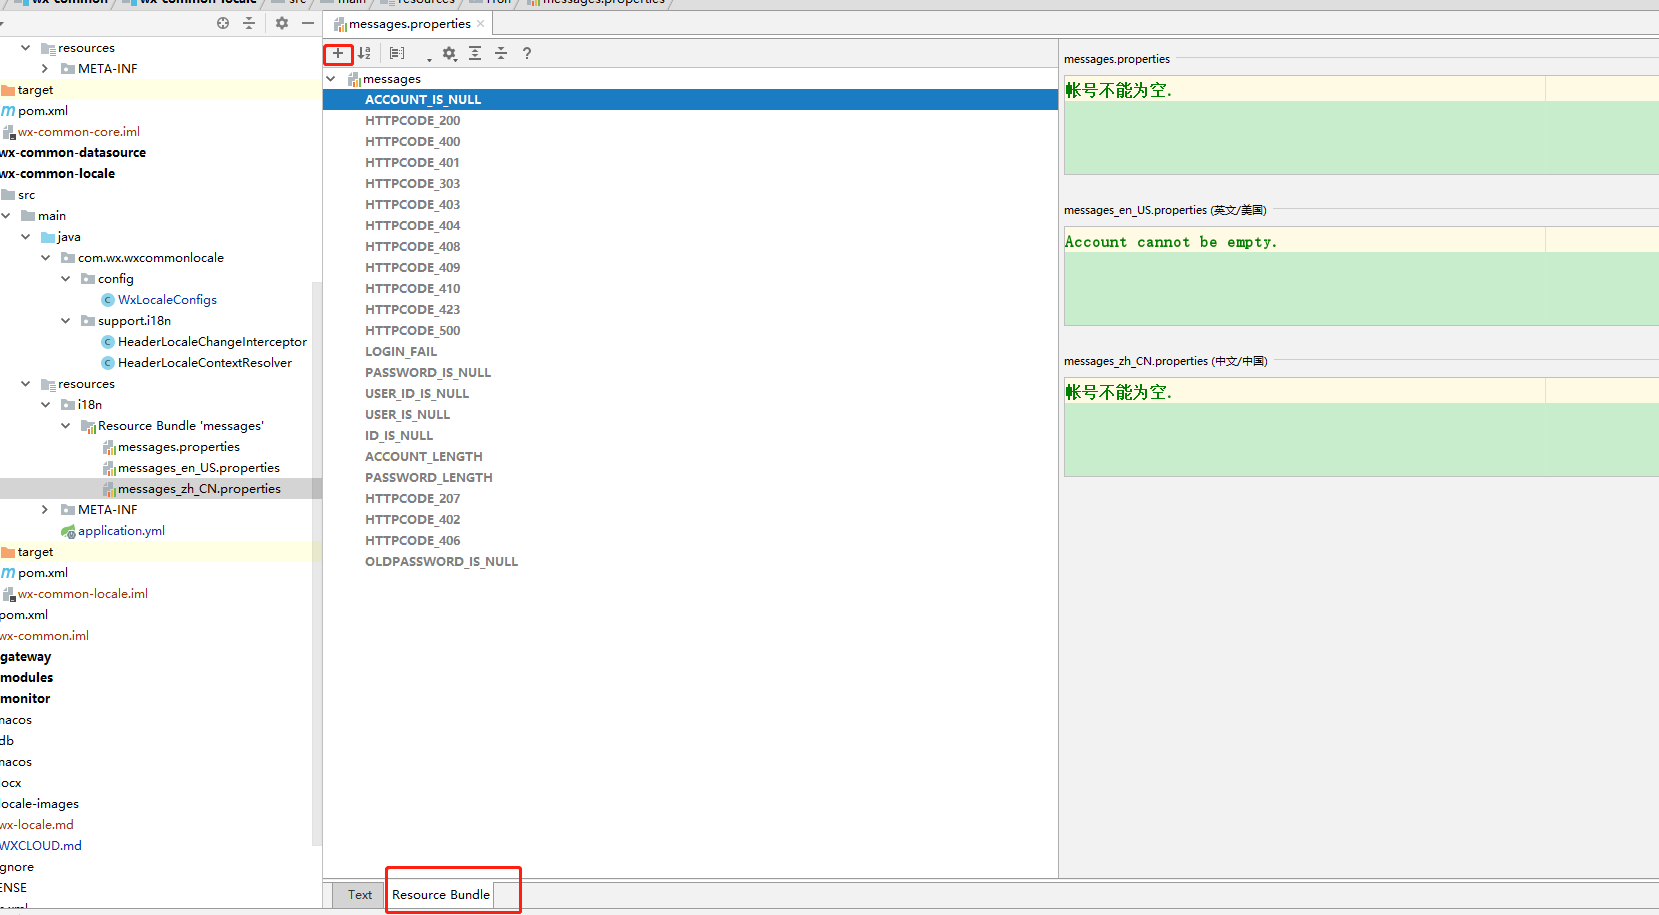 wx-common
wx-common-locale
src
main
resources
i18n
messages.properties
resources
META-INF
target
pom.xml
wx-common-core.iml
wx-common-datasource
wx-common-locale
src
main
java
com.wx.wxcommonlocale
config
WxLocaleConfigs
support.i18n
HeaderLocaleChangeInterceptor
HeaderLocaleContextResolver
resources
i18n
Resource Bundle 'messages'
messages.properties
messages_en_US.properties
messages_zh_CN.properties
META-INF
application.yml
target
pom.xml
wx-common-locale.iml
pom.xml
wx-common.iml
gateway
modules
monitor
nacos
db
nacos
ocx
locale-images
wx-locale.md
WXCLOUD.md
gnore
ENSE
messages.properties
messages
ACCOUNT_IS_NULL
HTTPCODE_200
HTTPCODE_400
HTTPCODE_401
HTTPCODE_303
HTTPCODE_403
HTTPCODE_404
HTTPCODE_408
HTTPCODE_409
HTTPCODE_410
HTTPCODE_423
HTTPCODE_500
LOGIN_FAIL
PASSWORD_IS_NULL
USER_ID_IS_NULL
USER_IS_NULL
ID_IS_NULL
ACCOUNT_LENGTH
PASSWORD_LENGTH
HTTPCODE_207
HTTPCODE_402
HTTPCODE_406
OLDPASSWORD_IS_NULL
Text
Resource Bundle
messages.properties
帐号不能为空.
messages_en_US.properties (英文/美国)
Account cannot be empty.
messages_zh_CN.properties (中文/中国)
帐号不能为空.